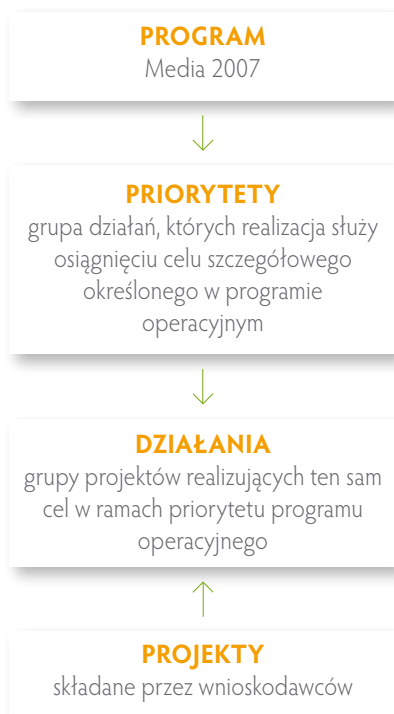 PROGRAM
Media 2007
PRIORYTETY
grupa działań, których realizacja służy
osiągnięciu celu szczegółowego
określonego w programie
operacyjnym
DZIAŁANIA
grupy projektów realizujących ten sam
cel w ramach priorytetu programu
operacyjnego
PROJEKTY
składane przez wnioskodawców